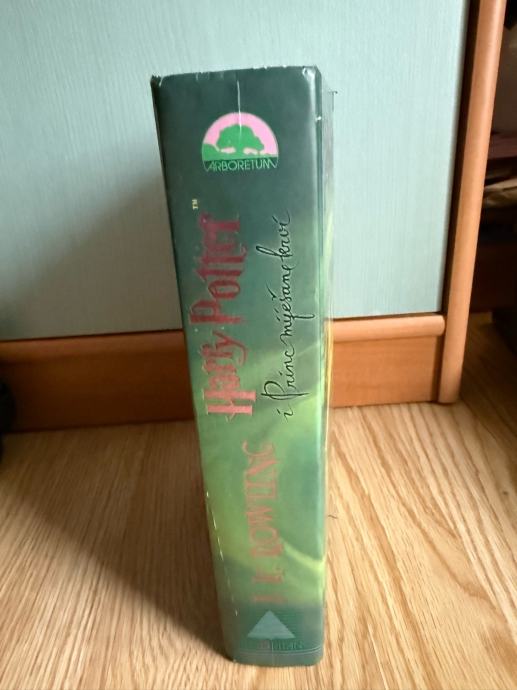 ARBORETUM
Harry Potter™
i Princ miješane krvi
J. K. ROWLING